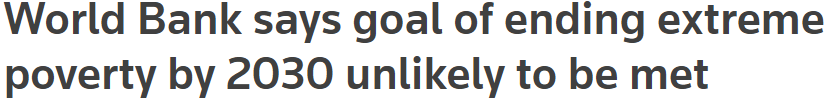 World Bank says goal of ending extreme
poverty by 2030 unlikely to be met